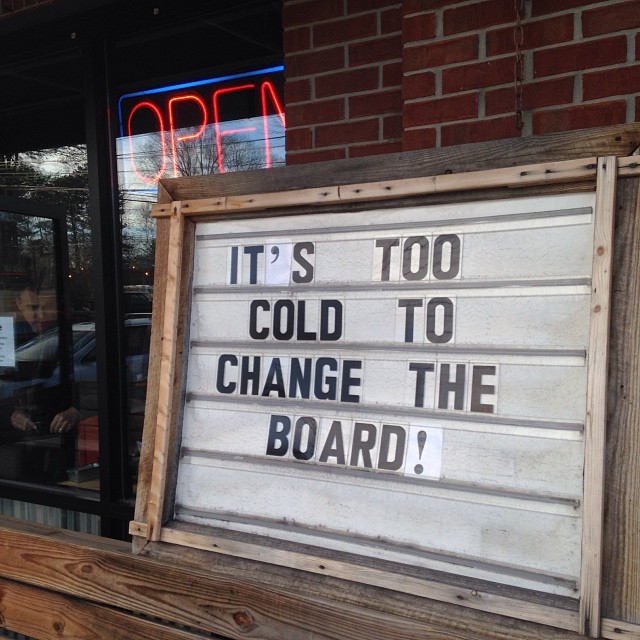 OPEN
IT'S TOO
COLD TO
CHANGE THE
BOARD!